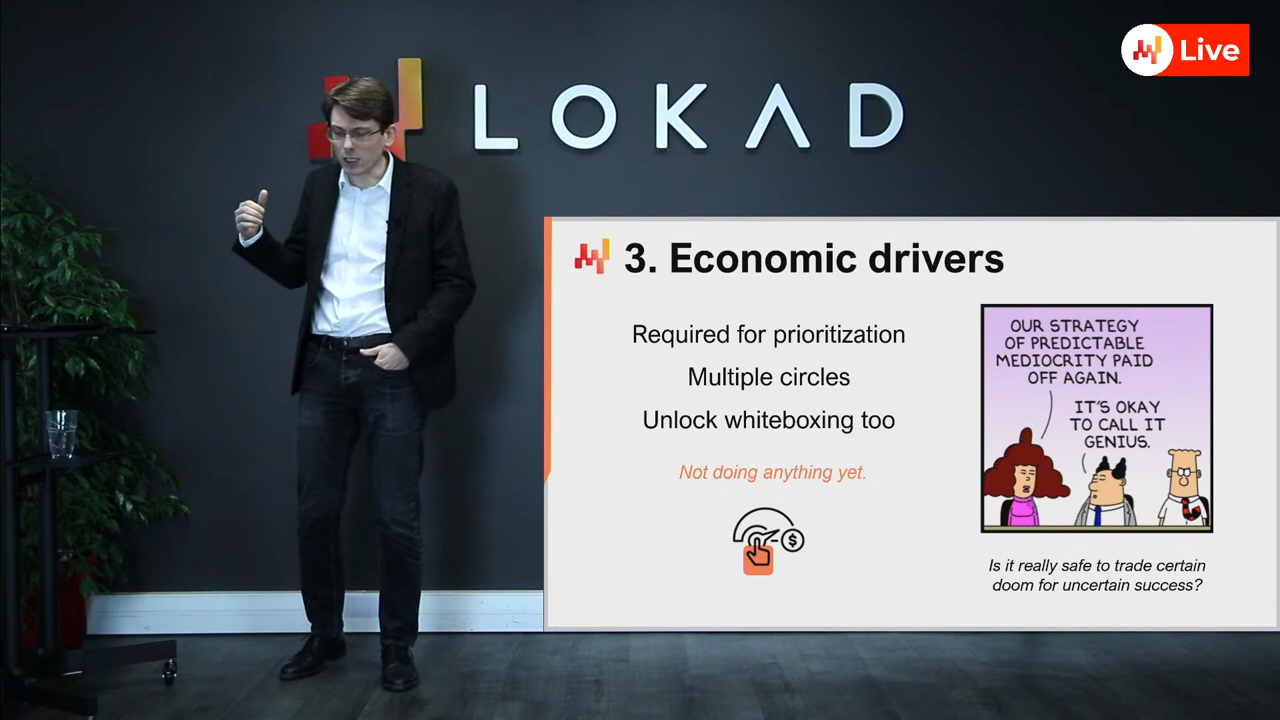 Live
LOKAD
3. Economic drivers
Required for prioritization
Multiple circles
Unlock whiteboxing too
Not doing anything yet.
$
OUR STRATEGY
OF PREDICTABLE
MEDIOCRITY PAID
OFF AGAIN.
IT'S OKAY
TO CALL IT
GENIUS.
Is it really safe to trade certain
doom for uncertain success?